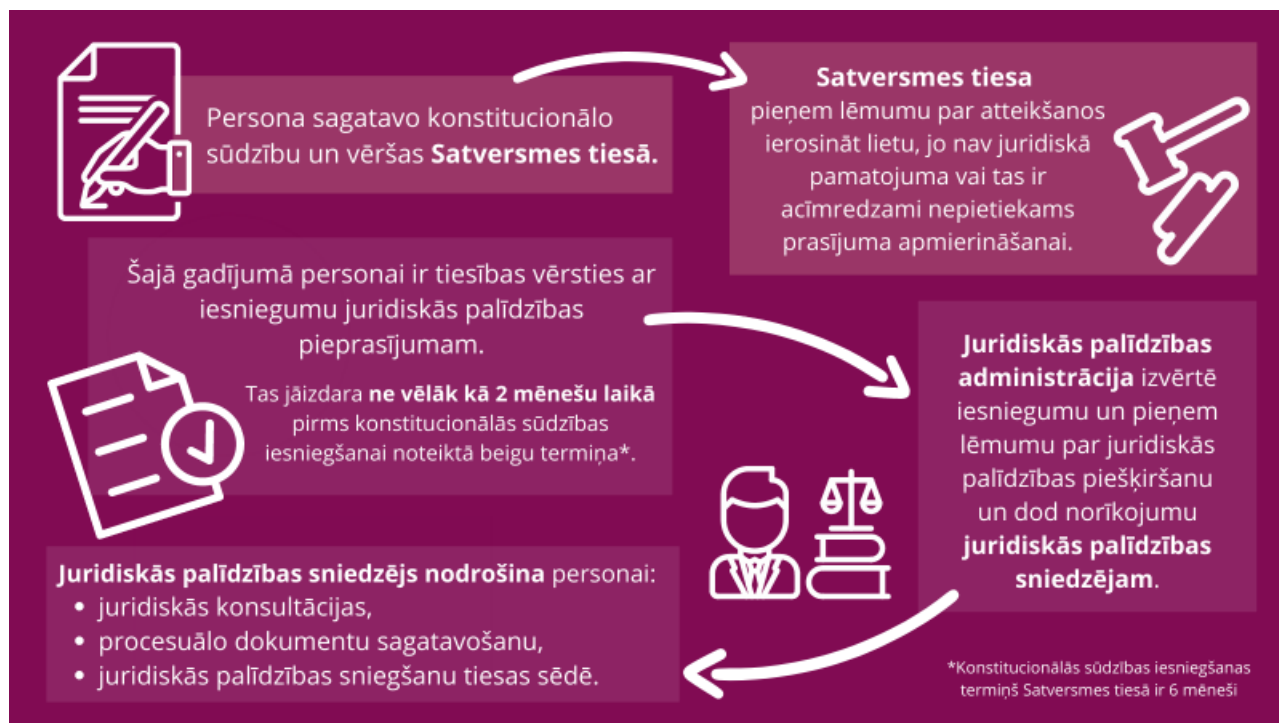 Persona sagatavo konstitucionālo
sūdzību un vēršas Satversmes tiesā.
Satversmes tiesa
pieņem lēmumu par atteikšanos
ierosināt lietu, jo nav juridiskā
pamatojuma vai tas ir
acīmredzami nepietiekams
prasījuma apmierināšanai.
Šajā gadījumā personai ir tiesības vērsties ar
iesniegumu juridiskās palīdzības
pieprasījumam.
Tas jāizdara ne vēlāk kā 2 mēnešu laikā
pirms konstitucionālās sūdzības
iesniegšanai noteiktā beigu termiņa*.
Juridiskās palīdzības
administrācija izvērtē
iesniegumu un pieņem
lēmumu par juridiskās
palīdzības piešķiršanu
un dod norīkojumu
juridiskās palīdzības
sniedzējam.
Juridiskās palīdzības sniedzējs nodrošina personai:
• juridiskās konsultācijas,
• procesuālo dokumentu sagatavošanu,
• juridiskās palīdzības sniegšanu tiesas sēdē.
*Konstitucionālās sūdzības iesniegšanas
termiņš Satversmes tiesā ir 6 mēneši